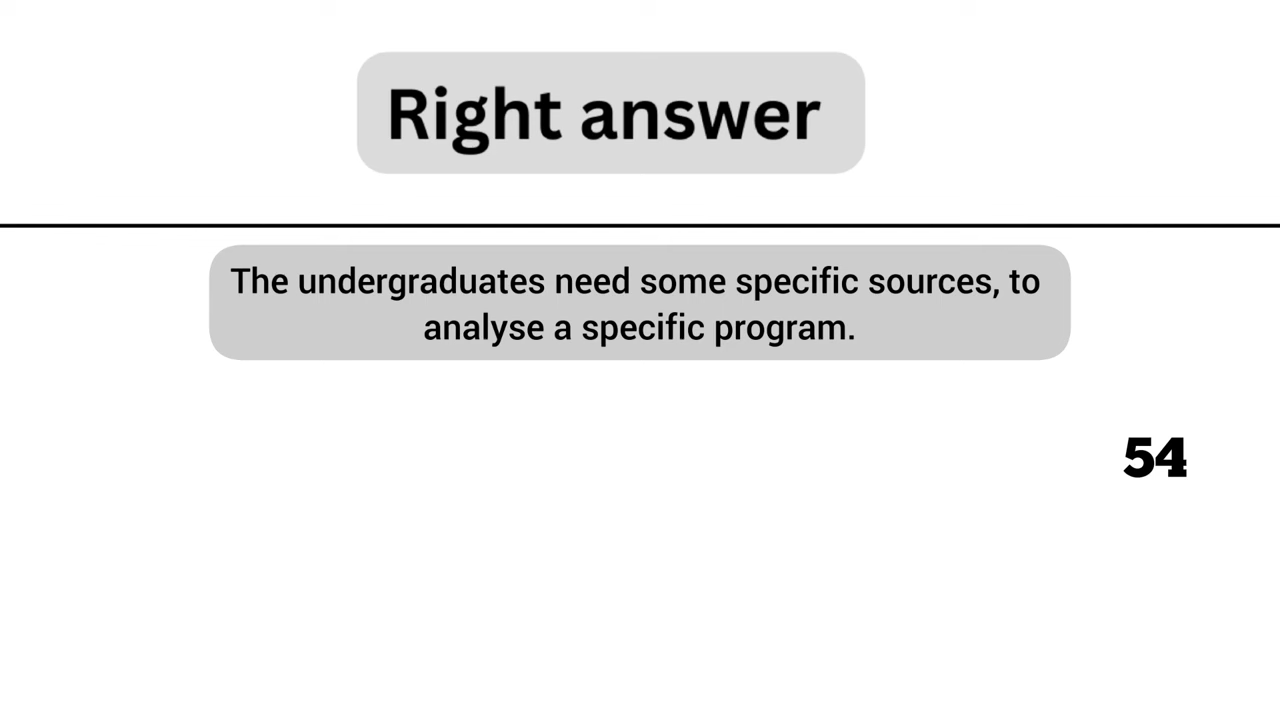 Right answer
The undergraduates need some specific sources, to
analyse a specific program.
54